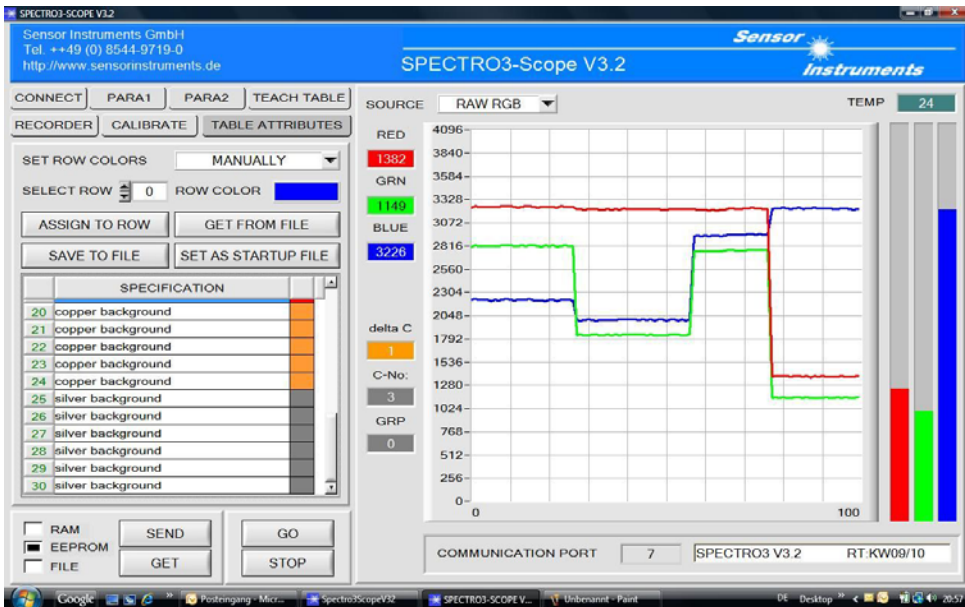 SPECTRO3-SCOPE V3.2
Sensor Instruments GmbH
Tel. ++49 (0) 8544-9719-0
http://www.sensorinstruments.de
SPECTRO3-Scope V3.2
Sensor
Instruments
CONNECT PARA1 PARA2 TEACH TABLE
RECORDER CALIBRATE TABLE ATTRIBUTES
SET ROW COLORS MANUALLY
SELECT ROW 0 ROW COLOR
ASSIGN TO ROW GET FROM FILE
SAVE TO FILE SET AS STARTUP FILE
SPECIFICATION
20 copper background
21 copper background
22 copper background
23 copper background
24 copper background
25 silver background
26 silver background
27 silver background
28 silver background
29 silver background
30 silver background
RAM
EEPROM
FILE
SEND
GET
GO
STOP
SOURCE RAW RGB
TEMP 24
RED
1382
GRN
1149
BLUE
3226
delta C
1
C-No:
3
GRP
0
4096
3840
3584
3328
3072
2816
2560
2304
2048
1792
1536
1280
1024
768
512
256
0
0 100
COMMUNICATION PORT 7 SPECTRO3 V3.2 RT:KW09/10
Google » Posteingang - Micr... Spectro3ScopeV32 SPECTRO3-SCOPE V... Unbenannt - Paint DE Desktop » 20:57